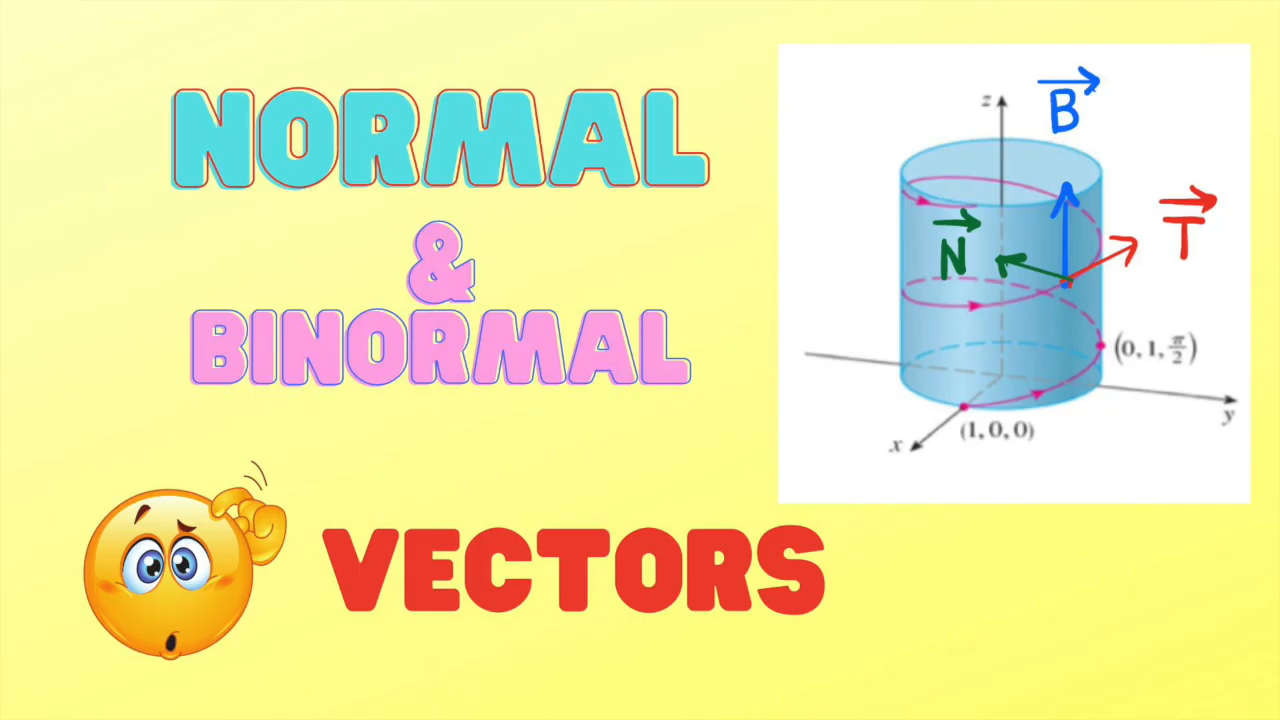 NORMAL
&
BINORMAL
VECTORS
z
B
T
N
(0, 1, π/2)
y
x
(1, 0, 0)